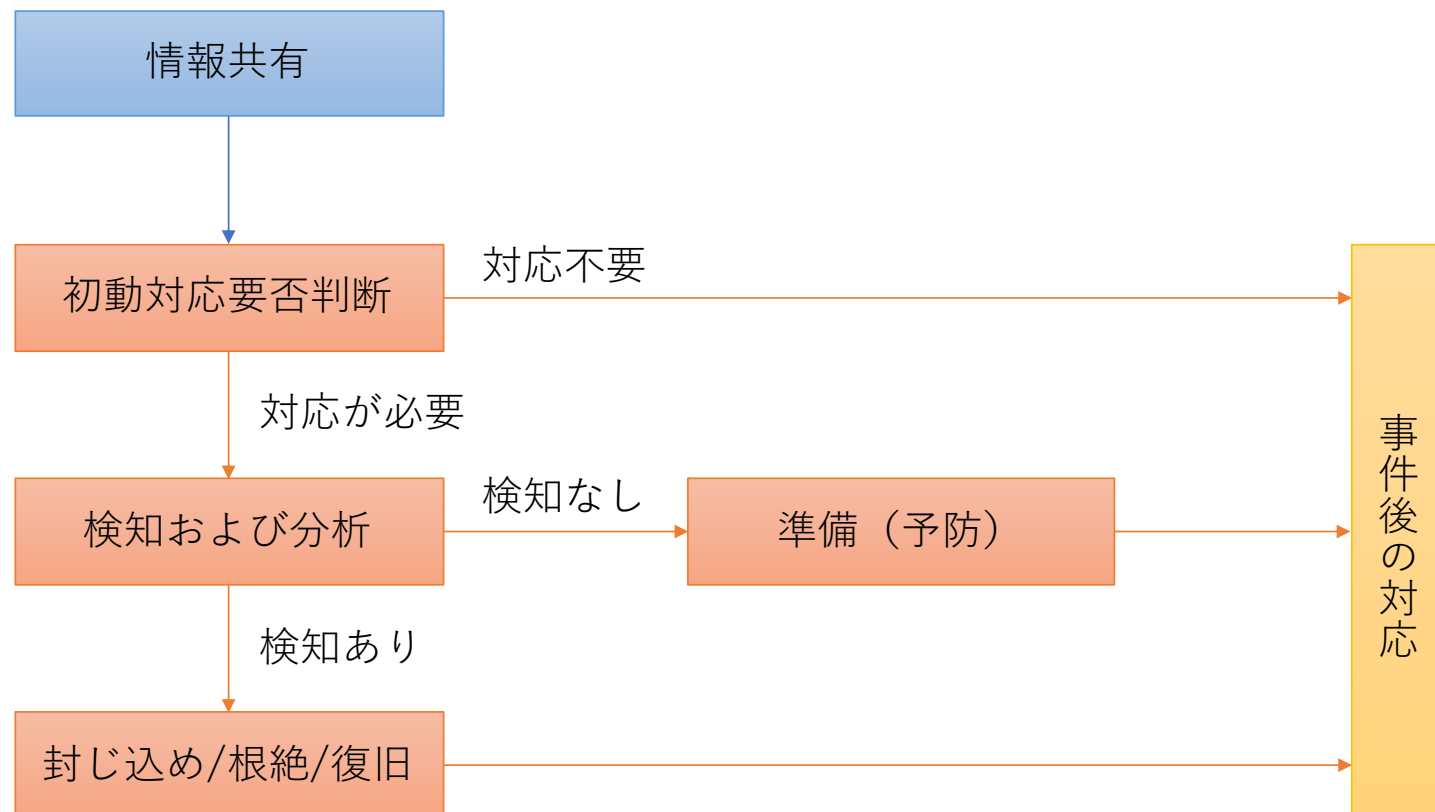 情報共有
初動対応要否判断
対応不要
対応が必要
検知および分析
検知なし
準備（予防）
検知あり
封じ込め/根絶/復旧
事件後の対応